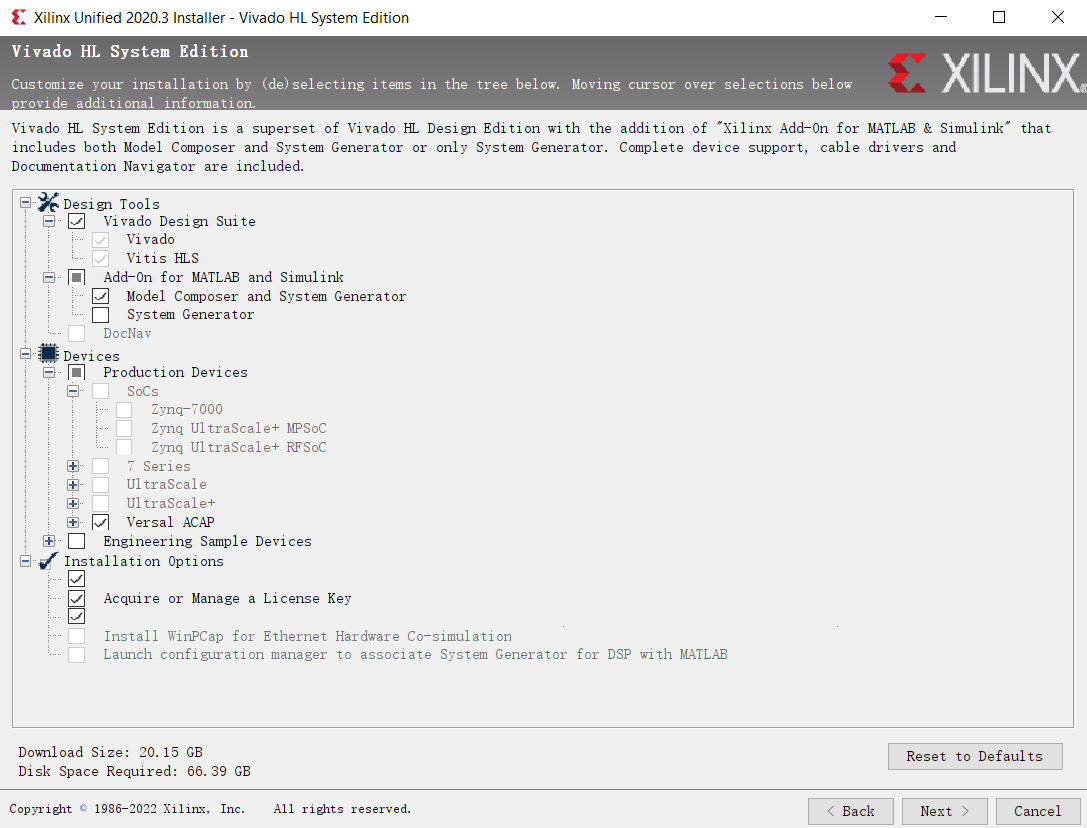 Xilinx Unified 2020.3 Installer - Vivado HL System Edition
Vivado HL System Edition
Customize your installation by (de)selecting items in the tree below. Moving cursor over selections below
provide additional information.
XILINX®
Vivado HL System Edition is a superset of Vivado HL Design Edition with the addition of "Xilinx Add-On for MATLAB & Simulink" that
includes both Model Composer and System Generator or only System Generator. Complete device support, cable drivers and
Documentation Navigator are included.
Design Tools
Vivado Design Suite
Vivado
Vitis HLS
Add-On for MATLAB and Simulink
Model Composer and System Generator
System Generator
DocNav
Devices
Production Devices
SoCs
Zynq-7000
Zynq UltraScale+ MPSoC
Zynq UltraScale+ RFSoC
7 Series
UltraScale
UltraScale+
Versal ACAP
Engineering Sample Devices
Installation Options
Acquire or Manage a License Key
Install WinPCap for Ethernet Hardware Co-simulation
Launch configuration manager to associate System Generator for DSP with MATLAB
Download Size: 20.15 GB
Disk Space Required: 66.39 GB
Reset to Defaults
Copyright © 1986-2022 Xilinx, Inc. All rights reserved.
< Back
Next >
Cancel